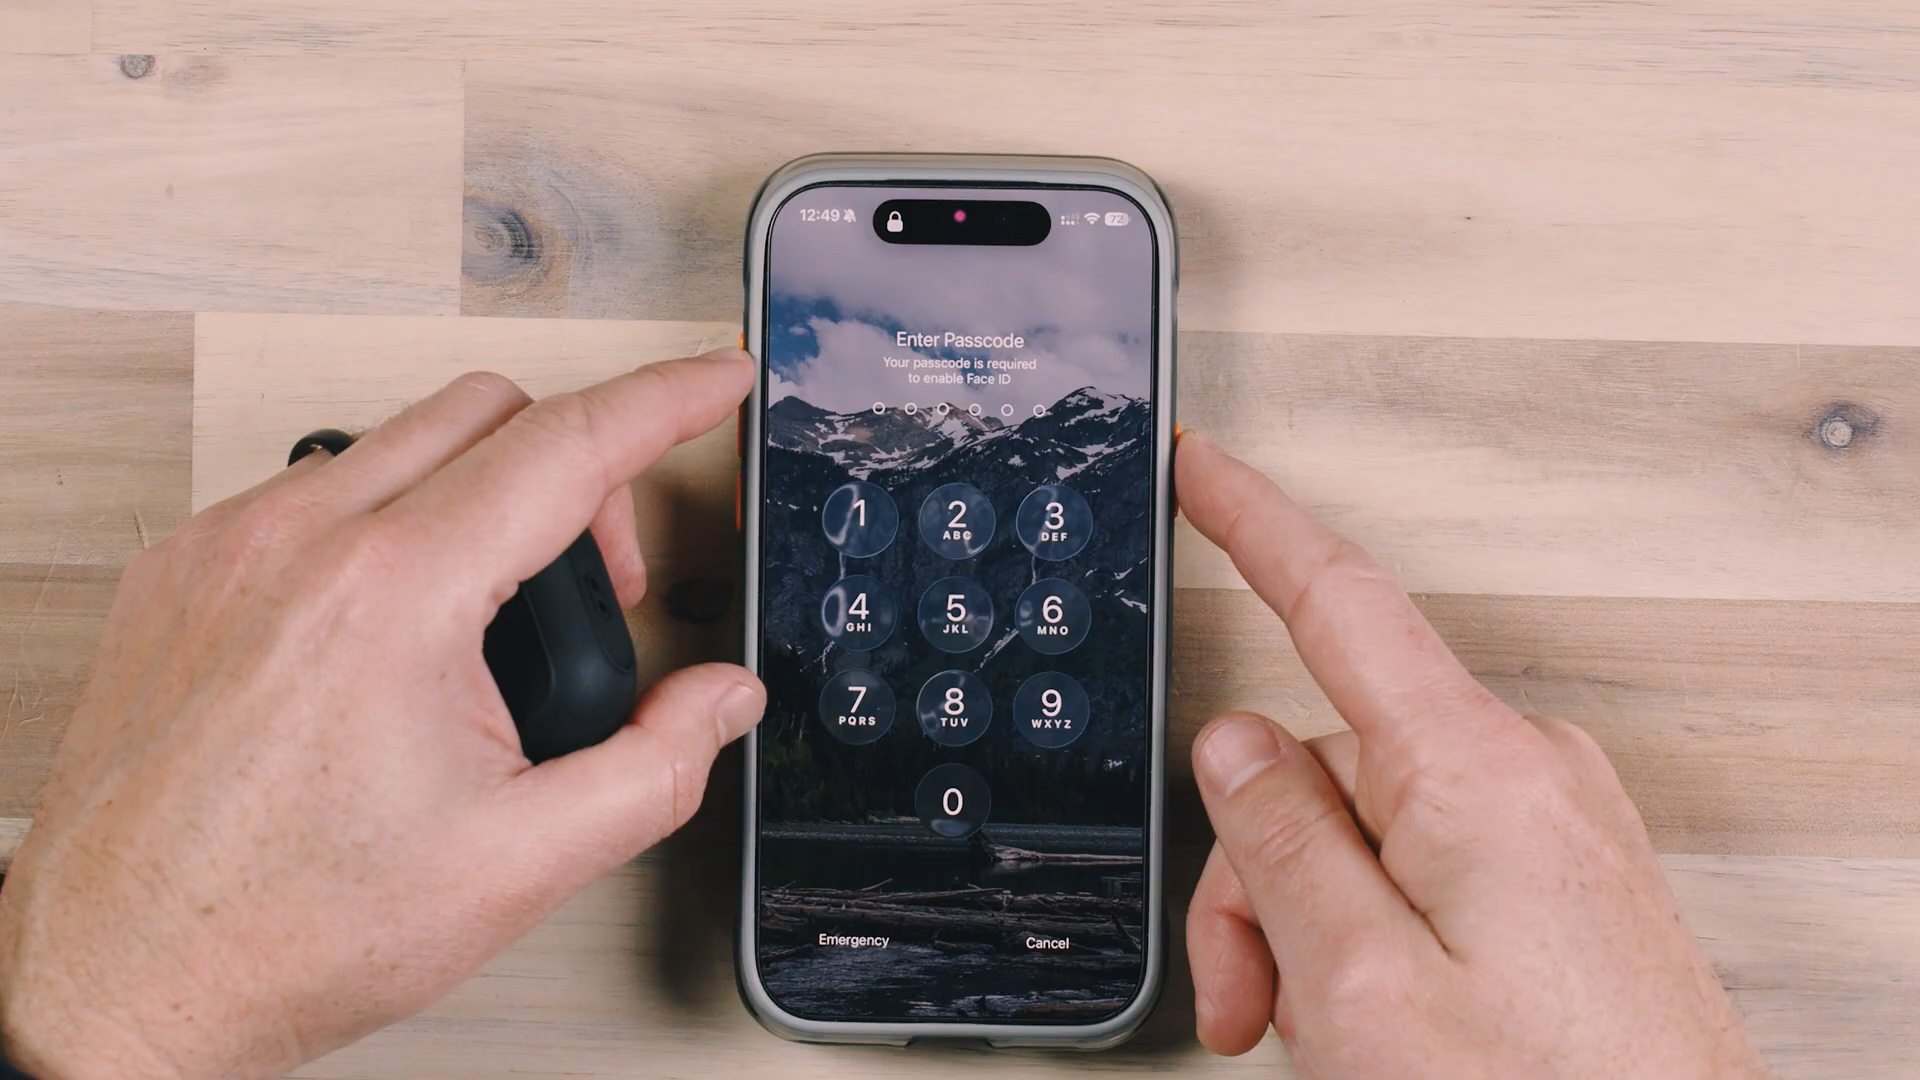 12:49
72
Enter Passcode
Your passcode is required
to enable Face ID
1
2
ABC
3
DEF
4
GHI
5
JKL
6
MNO
7
PQRS
8
TUV
9
WXYZ
0
Emergency
Cancel